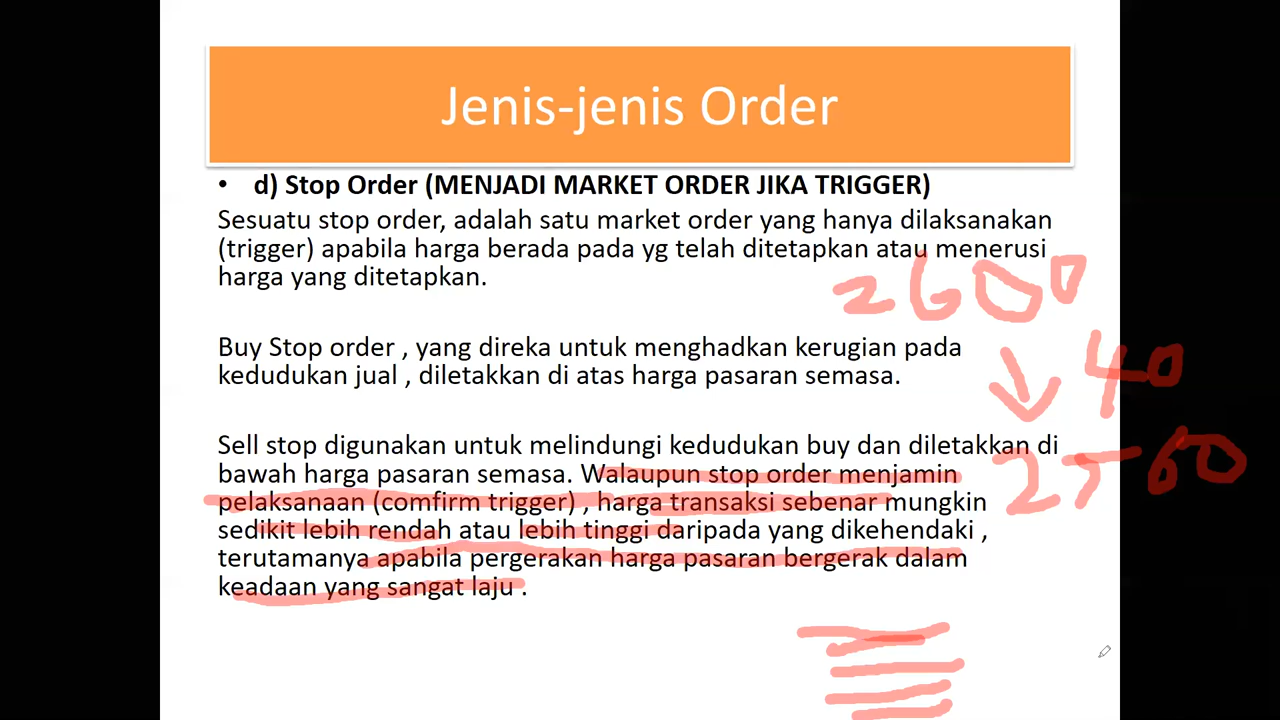 Jenis-jenis Order
• d) Stop Order (MENJADI MARKET ORDER JIKA TRIGGER)
Sesuatu stop order, adalah satu market order yang hanya dilaksanakan
(trigger) apabila harga berada pada yg telah ditetapkan atau menerusi
harga yang ditetapkan.
2600
Buy Stop order , yang direka untuk menghadkan kerugian pada
kedudukan jual , diletakkan di atas harga pasaran semasa.
40
Sell stop digunakan untuk melindungi kedudukan buy dan diletakkan di
bawah harga pasaran semasa. Walaupun stop order menjamin
2560
pelaksanaan (comfirm trigger) , harga transaksi sebenar mungkin
sedikit lebih rendah atau lebih tinggi daripada yang dikehendaki ,
terutamanya apabila pergerakan harga pasaran bergerak dalam
keadaan yang sangat laju .